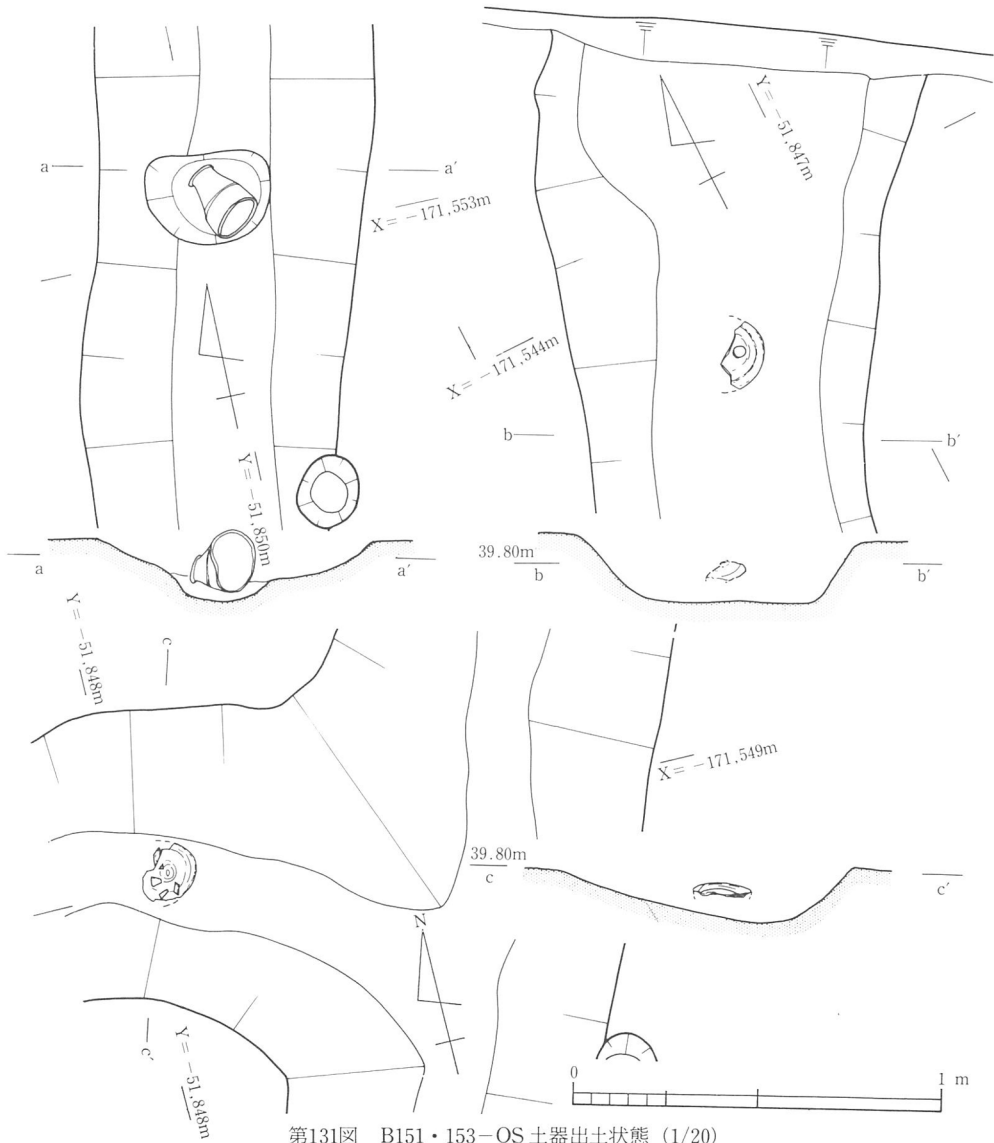 Y=-51,847m
a
a′
X=-171,553m
X=-171,544m
b
b′
Y=-51,850m
39.80m
a
a′
b
b′
Y=-51,848m
c
X=-171,549m
39.80m
c
c′
N
c′
Y=-51,848m
0
1 m
第131図 B151・153-OS 土器出土状態 (1/20)